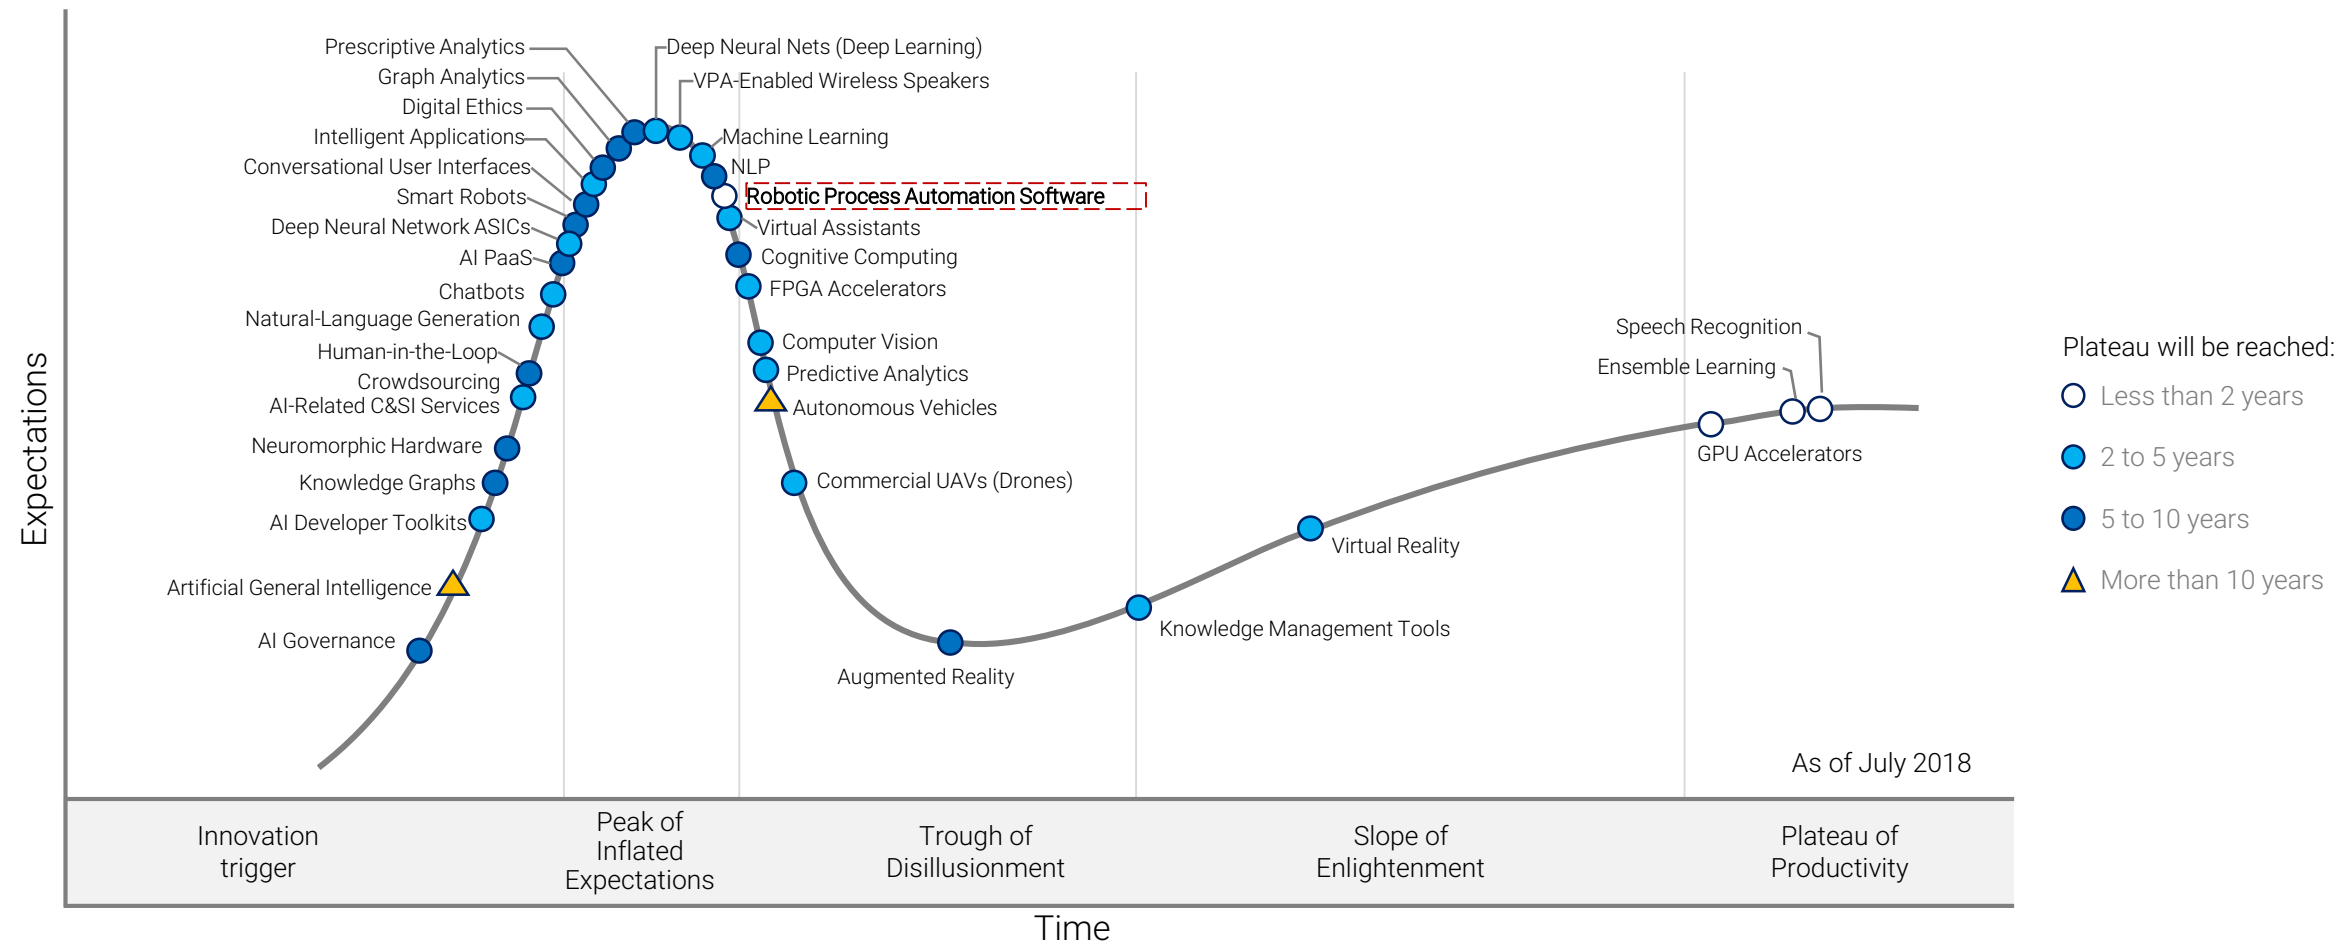 Prescriptive Analytics
Graph Analytics
Digital Ethics
Intelligent Applications
Conversational User Interfaces
Smart Robots
Deep Neural Network ASICs
AI PaaS
Chatbots
Natural-Language Generation
Human-in-the-Loop
Crowdsourcing
AI-Related C&SI Services
Neuromorphic Hardware
Knowledge Graphs
AI Developer Toolkits
Artificial General Intelligence
AI Governance
Deep Neural Nets (Deep Learning)
VPA-Enabled Wireless Speakers
Machine Learning
NLP
Robotic Process Automation Software
Virtual Assistants
Cognitive Computing
FPGA Accelerators
Computer Vision
Predictive Analytics
Autonomous Vehicles
Commercial UAVs (Drones)
Augmented Reality
Knowledge Management Tools
Virtual Reality
Speech Recognition
Ensemble Learning
GPU Accelerators
Plateau will be reached:
Less than 2 years
2 to 5 years
5 to 10 years
More than 10 years
As of July 2018
Expectations
Innovation
trigger
Peak of
Inflated
Expectations
Trough of
Disillusionment
Slope of
Enlightenment
Plateau of
Productivity
Time